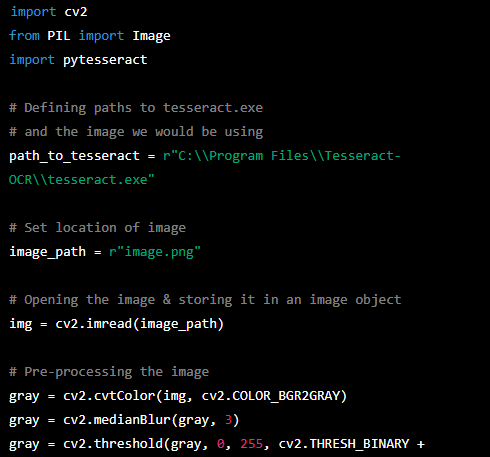 import cv2
from PIL import Image
import pytesseract
# Defining paths to tesseract.exe
# and the image we would be using
path_to_tesseract = r"C:\\Program Files\\Tesseract-
OCR\\tesseract.exe"
# Set location of image
image_path = r"image.png"
# Opening the image & storing it in an image object
img = cv2.imread(image_path)
# Pre-processing the image
gray = cv2.cvtColor(img, cv2.COLOR_BGR2GRAY)
gray = cv2.medianBlur(gray, 3)
gray = cv2.threshold(gray, 0, 255, cv2.THRESH_BINARY +